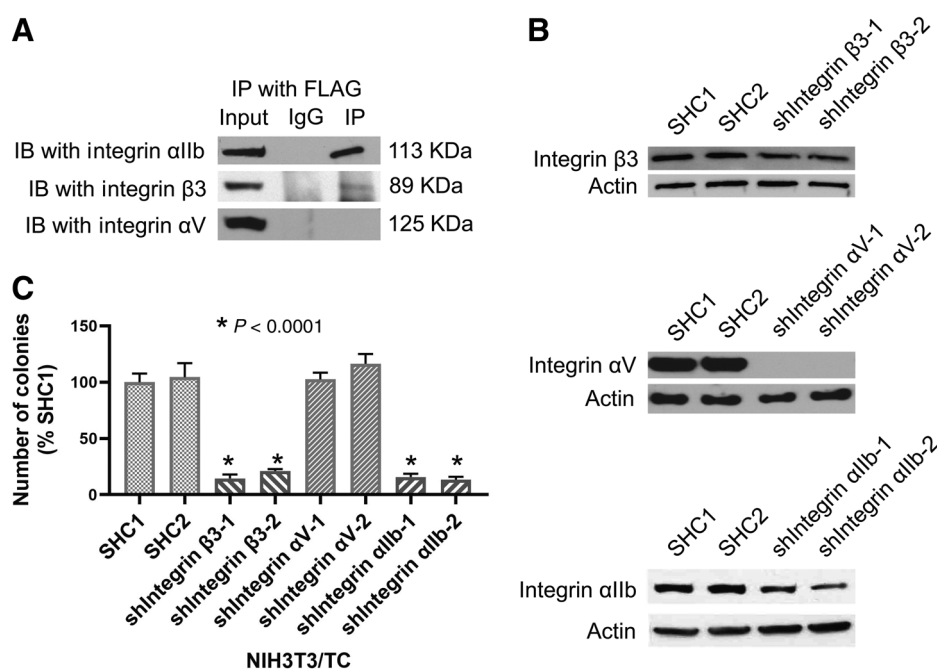 A
IP with FLAG
Input IgG IP
IB with integrin αIIb 113 KDa
IB with integrin β3 89 KDa
IB with integrin αV 125 KDa
B
SHC1 SHC2 shIntegrin β3-1 shIntegrin β3-2
Integrin β3
Actin
SHC1 SHC2 shIntegrin αV-1 shIntegrin αV-2
Integrin αV
Actin
SHC1 SHC2 shIntegrin αIIb-1 shIntegrin αIIb-2
Integrin αIIb
Actin
C
Number of colonies
(% SHC1)
150
100
50
0
* P < 0.0001
* * * *
SHC1 SHC2 shIntegrin β3-1 shIntegrin β3-2 shIntegrin αV-1 shIntegrin αV-2 shIntegrin αIIb-1 shIntegrin αIIb-2
NIH3T3/TC